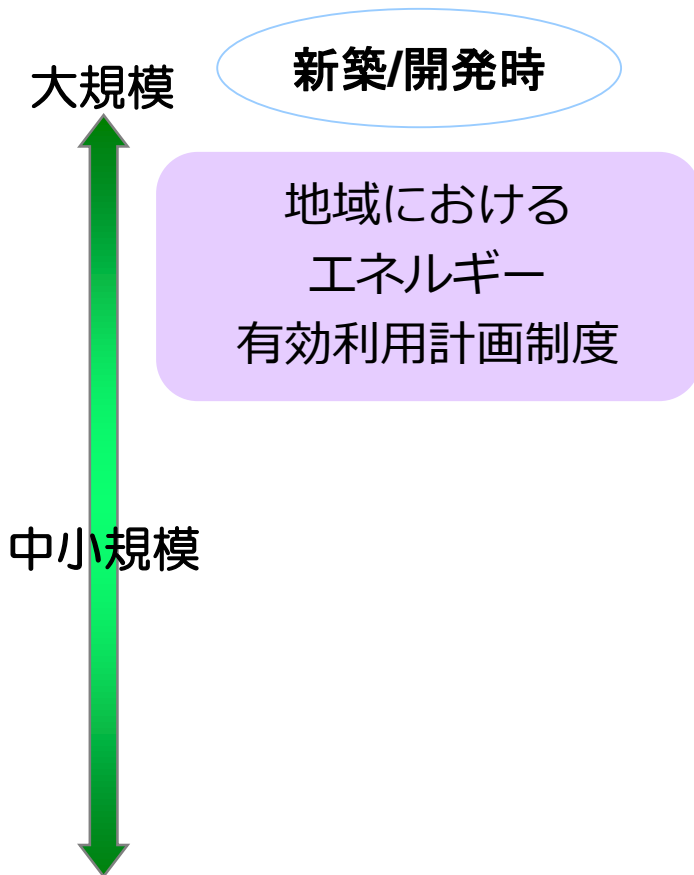 大規模
新築/開発時
地域における
エネルギー
有効利用計画制度
中小規模